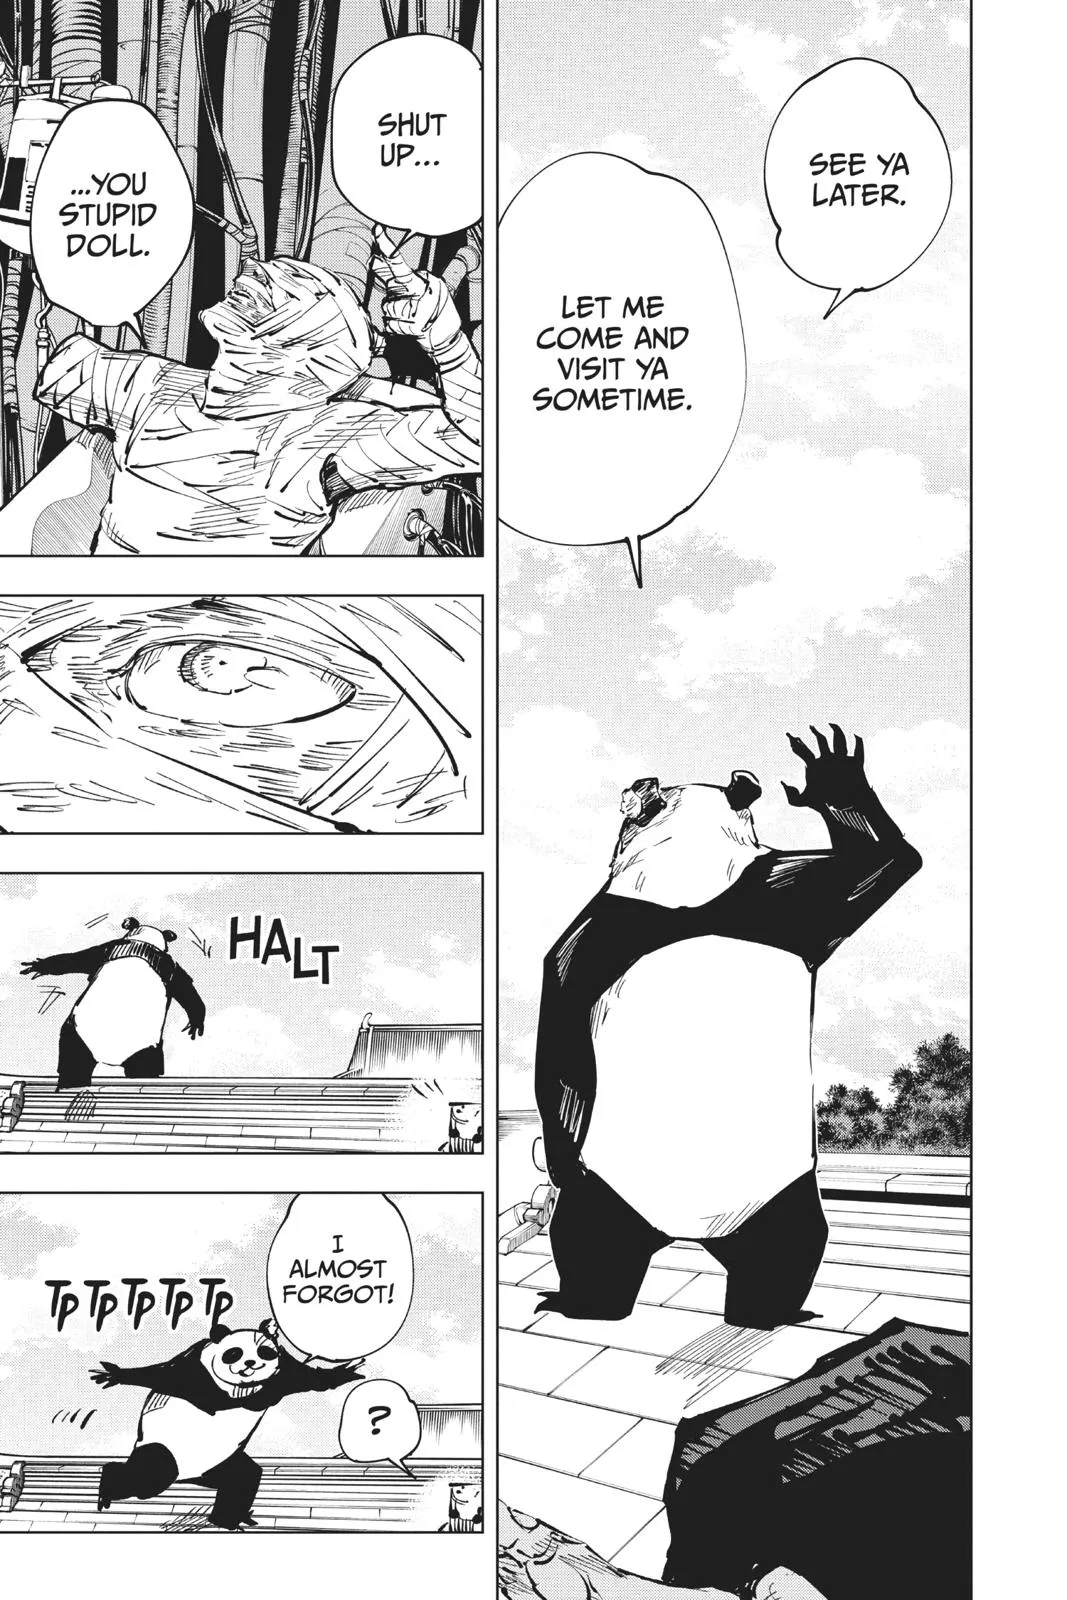 SEE YA
LATER.
LET ME
COME AND
VISIT YA
SOMETIME.
SHUT
UP...
...YOU
STUPID
DOLL.
HALT
I
ALMOST
FORGOT!
TP TP TP TP TP
?